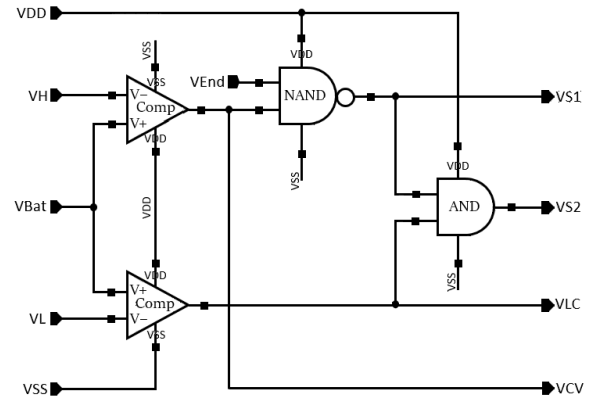 VDD
VSS
VDD
VEnd
VSS
VH
V−
Comp
NAND
VS1
V+
VDD
VDD
VSS
VDD
VBat
AND
VS2
VDD
V+
Comp
VSS
VLC
VL
V−
VSS
VSS
VCV